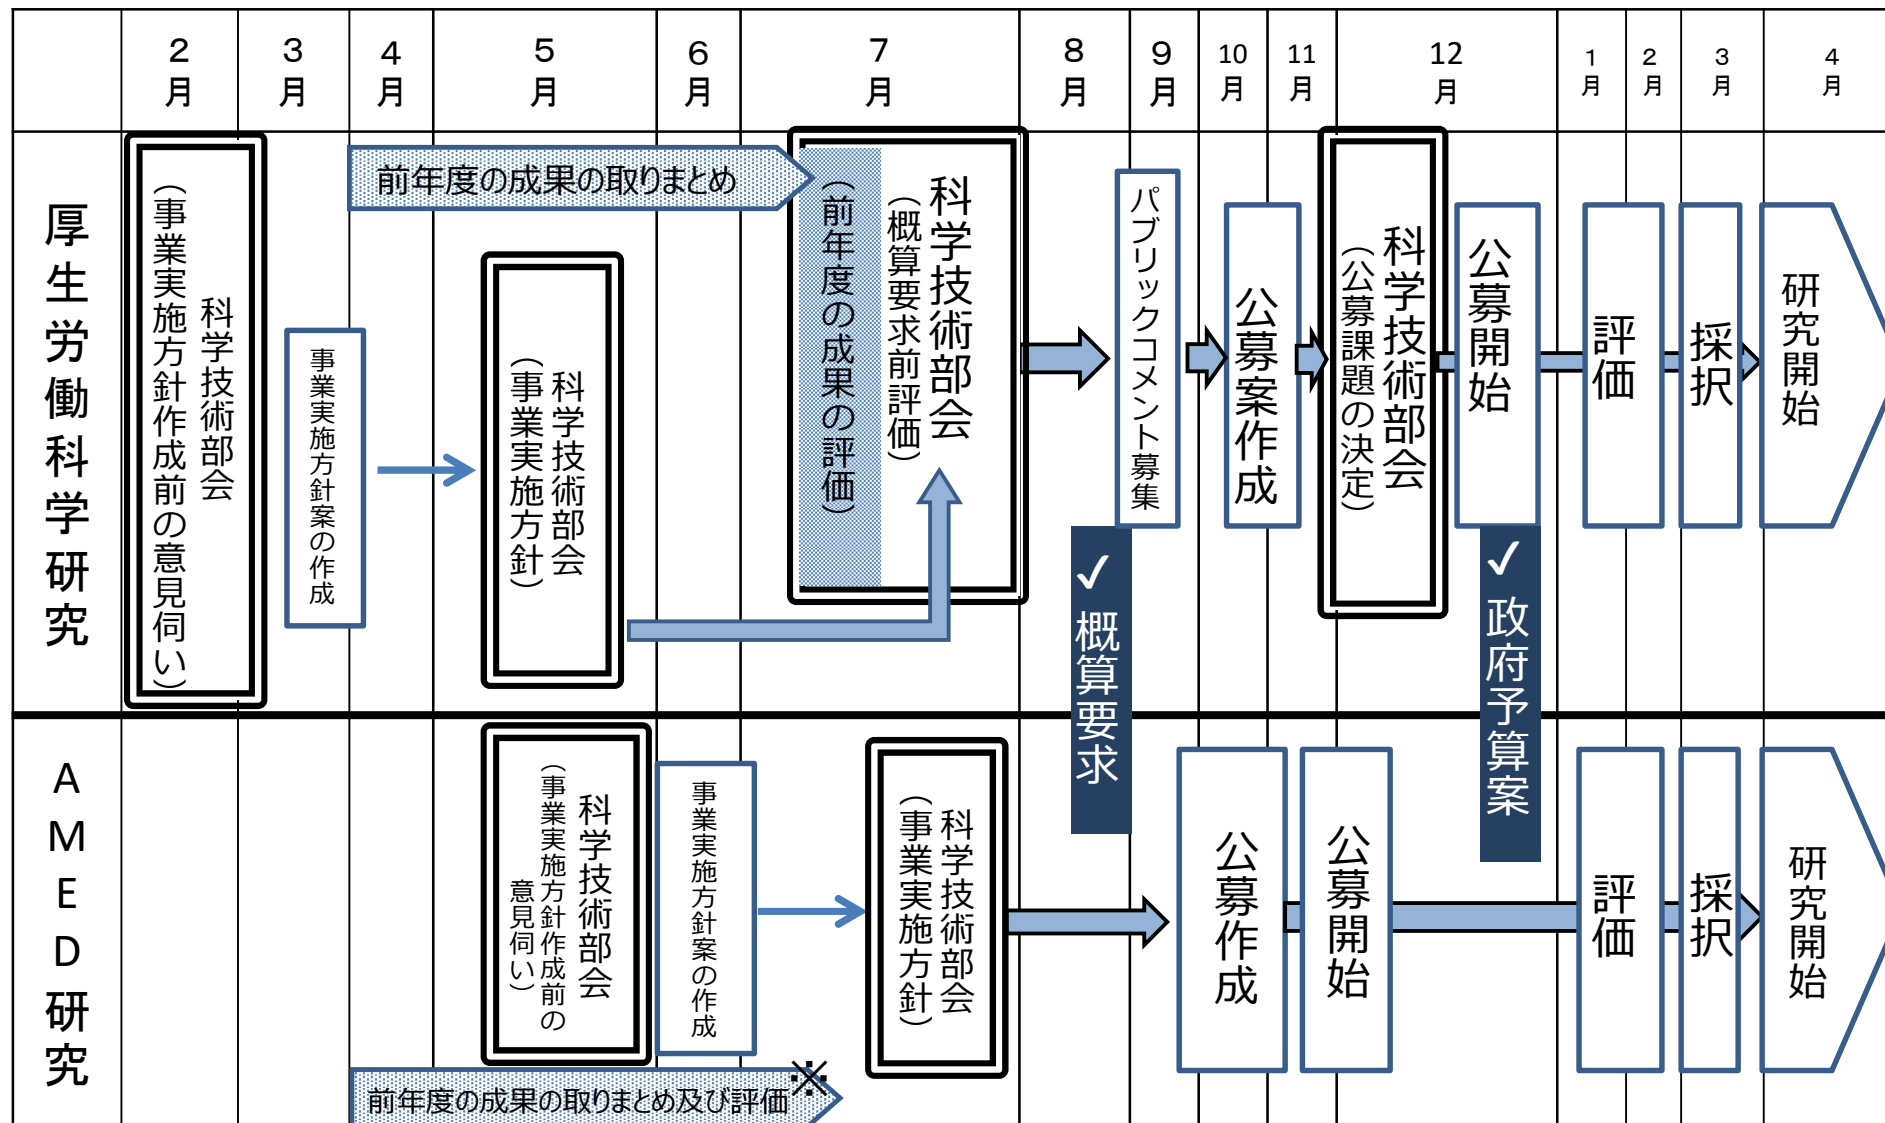 2月
3月
4月
5月
6月
7月
8月
9月
10月
11月
12月
1月
2月
3月
4月
厚生労働科学研究
科学技術部会
（事業実施方針作成前の意見伺い）
事業実施方針案の作成
前年度の成果の取りまとめ
科学技術部会
（事業実施方針）
科学技術部会
（概算要求前評価）
（前年度の成果の評価）
パブリックコメント募集
公募案作成
科学技術部会
（公募課題の決定）
公募開始
評価
採択
研究開始
✓概算要求
✓政府予算案
AMED研究
科学技術部会
（事業実施方針作成前の
意見伺い）
事業実施方針案の作成
科学技術部会
（事業実施方針）
公募作成
公募開始
評価
採択
研究開始
前年度の成果の取りまとめ及び評価※